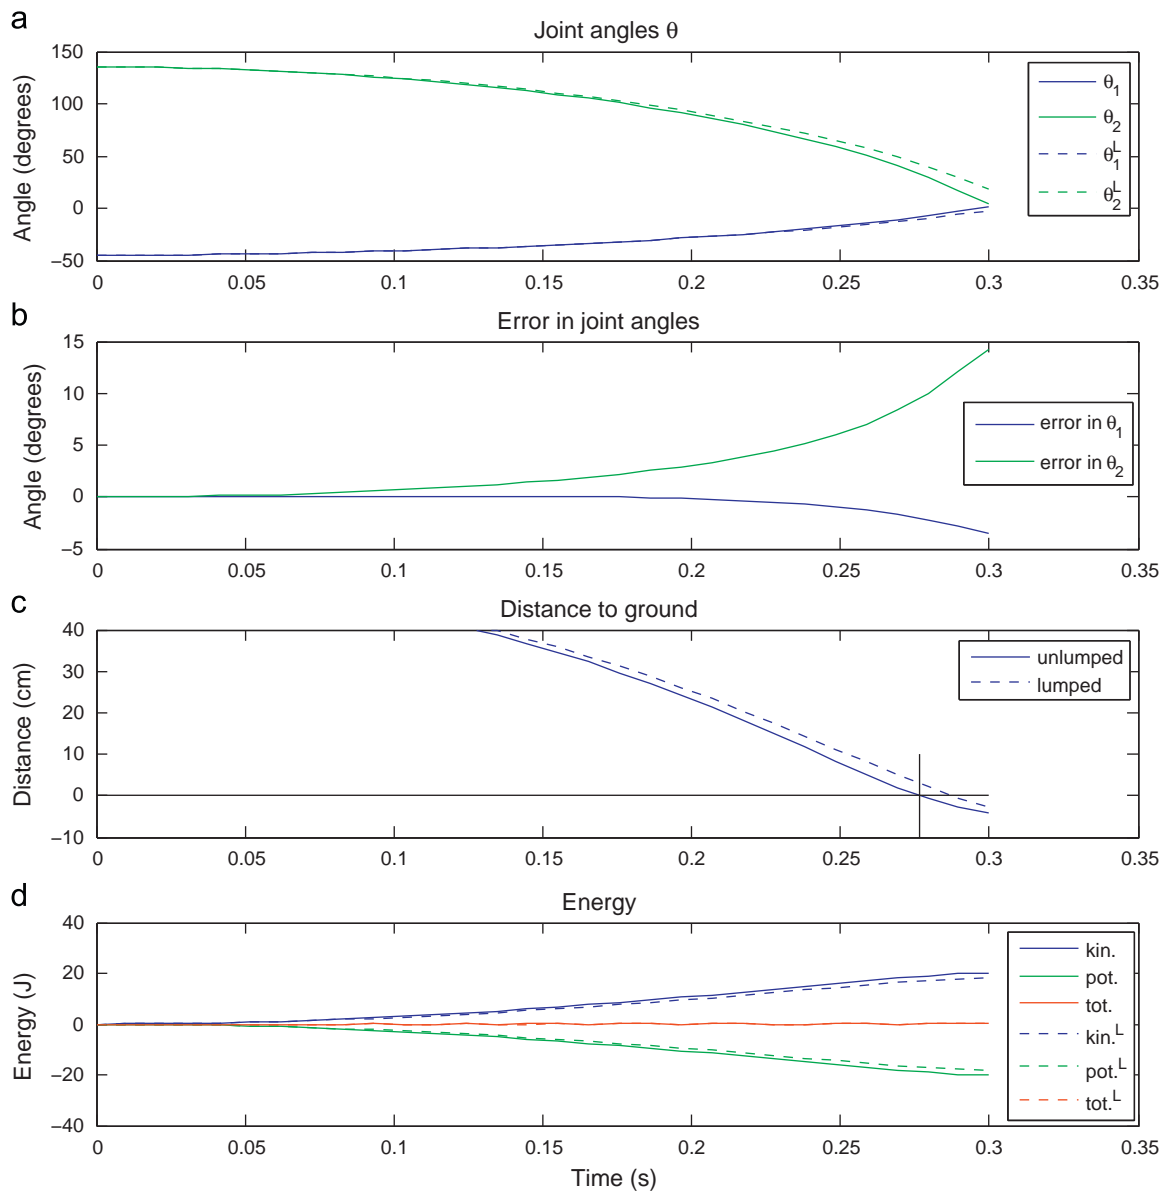 a
Joint angles θ
150
100
50
0
−50
Angle (degrees)
θ1
θ2
θ1L
θ2L
0 0.05 0.1 0.15 0.2 0.25 0.3 0.35
b
Error in joint angles
15
10
5
0
−5
Angle (degrees)
error in θ1
error in θ2
0 0.05 0.1 0.15 0.2 0.25 0.3 0.35
c
Distance to ground
40
30
20
10
0
−10
Distance (cm)
unlumped
lumped
0 0.05 0.1 0.15 0.2 0.25 0.3 0.35
d
Energy
40
20
0
−20
−40
Energy (J)
kin.
pot.
tot.
kin.L
pot.L
tot.L
0 0.05 0.1 0.15 0.2 0.25 0.3 0.35
Time (s)